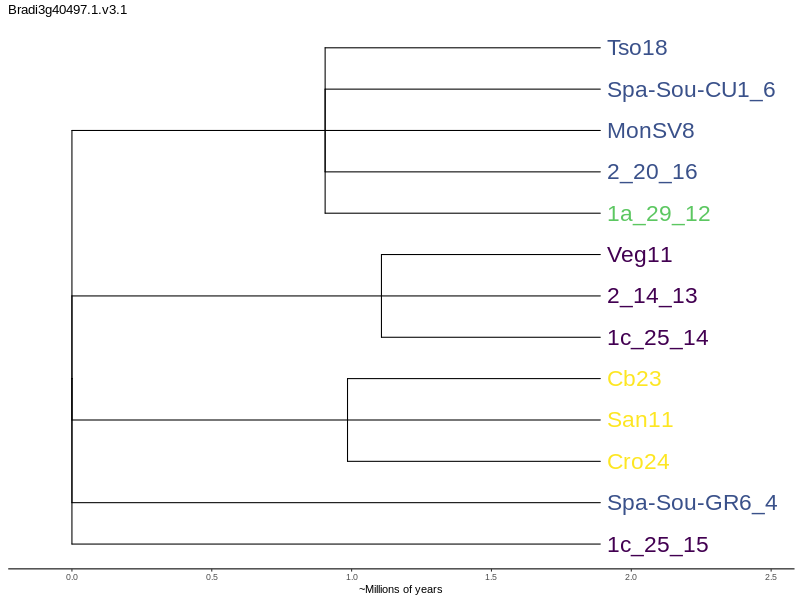 Bradi3g40497.1.v3.1
Tso18
Spa-Sou-CU1_6
MonSV8
2_20_16
1a_29_12
Veg11
2_14_13
1c_25_14
Cb23
San11
Cro24
Spa-Sou-GR6_4
1c_25_15
0.0 0.5 1.0 1.5 2.0 2.5
~Millions of years